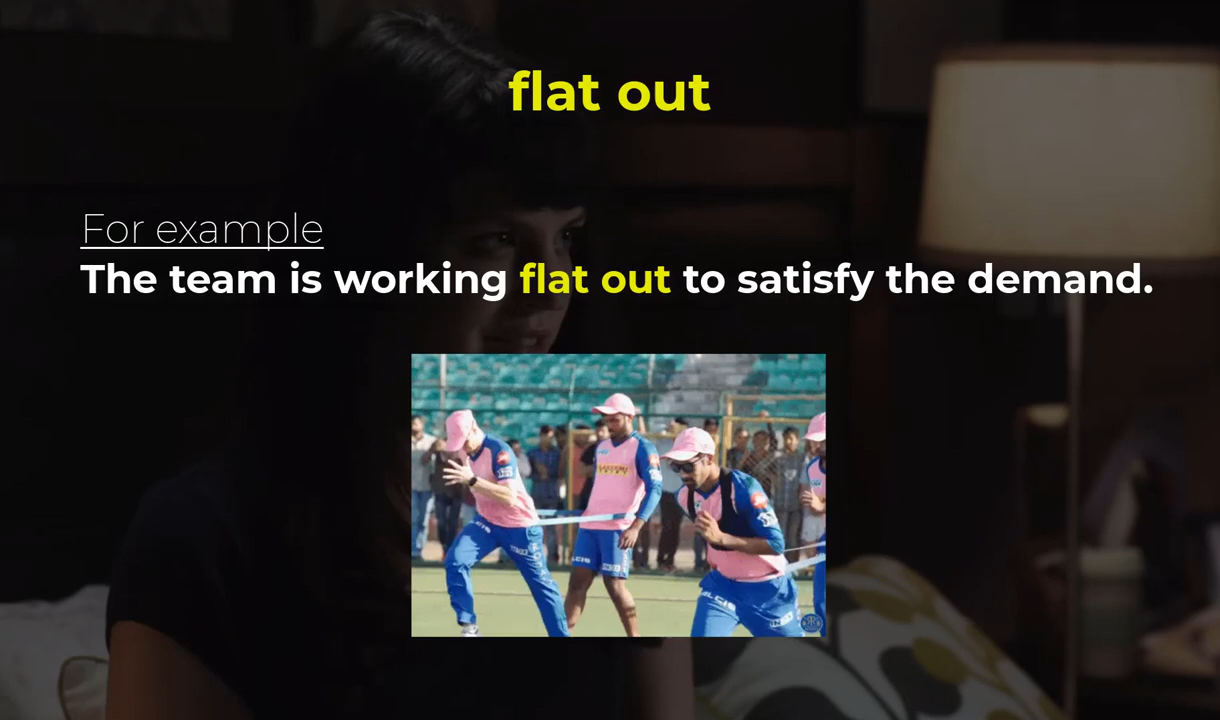 flat out
For example
The team is working flat out to satisfy the demand.